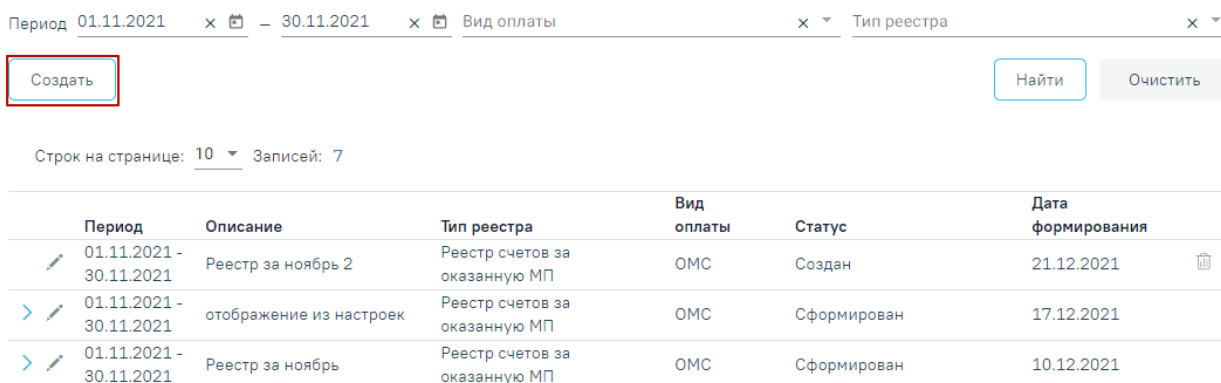 Период 01.11.2021 – 30.11.2021 Вид оплаты Тип реестра
Создать Найти Очистить
Строк на странице: 10 Записей: 7
Вид Дата
Период Описание Тип реестра оплаты Статус формирования
01.11.2021 - Реестр счетов за
Реестр за ноябрь 2 ОМС Создан 21.12.2021
30.11.2021 оказанную МП
01.11.2021 - Реестр счетов за
отображение из настроек ОМС Сформирован 17.12.2021
30.11.2021 оказанную МП
01.11.2021 - Реестр счетов за
Реестр за ноябрь ОМС Сформирован 10.12.2021
30.11.2021 оказанную МП